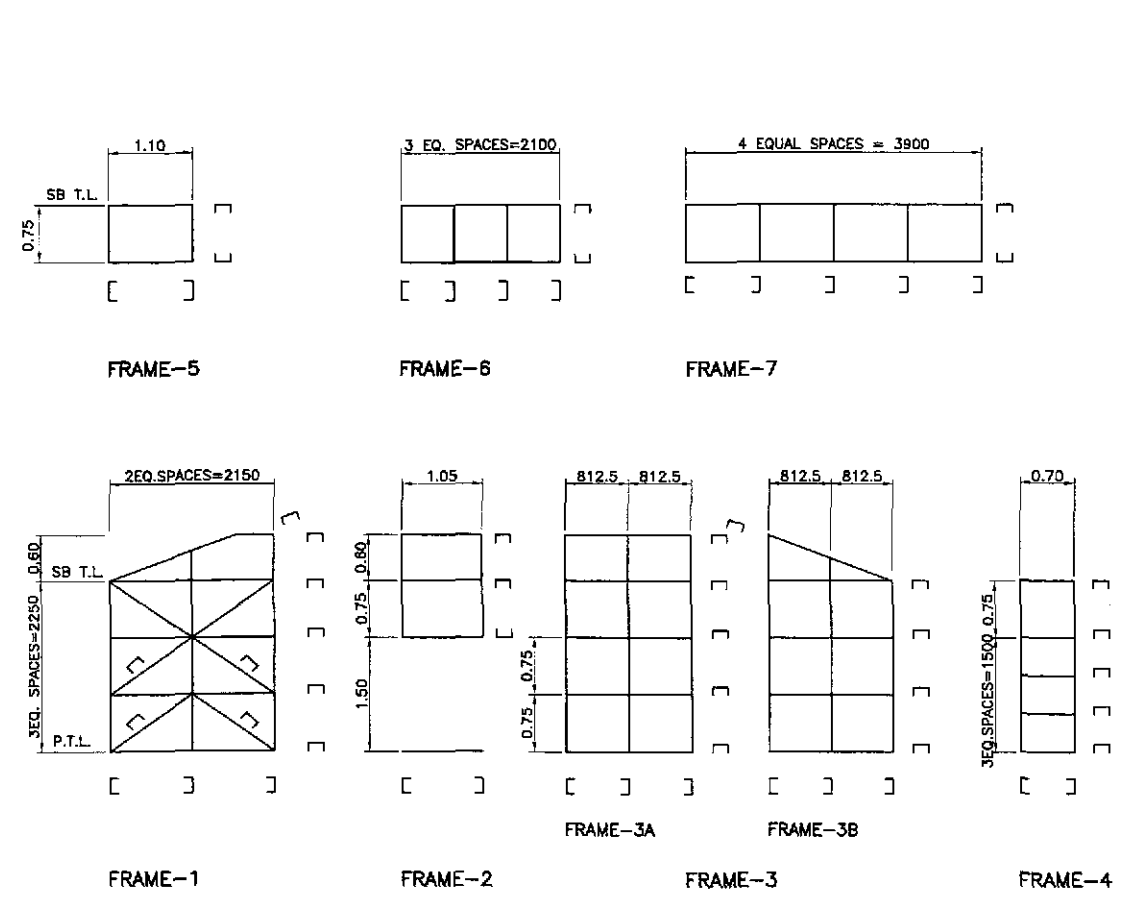 1.10
SB T.L.
0.75
FRAME-5
3 EQ. SPACES=2100
FRAME-6
4 EQUAL SPACES = 3900
FRAME-7
2EQ.SPACES=2150
0.60
SB T.L.
3EQ. SPACES=2250
P.T.L.
FRAME-1
1.05
0.60
0.75
1.50
FRAME-2
812.5 812.5
0.75
0.75
FRAME-3A
812.5 812.5
FRAME-3B
FRAME-3
0.70
0.75
3EQ.SPACES=1500
FRAME-4